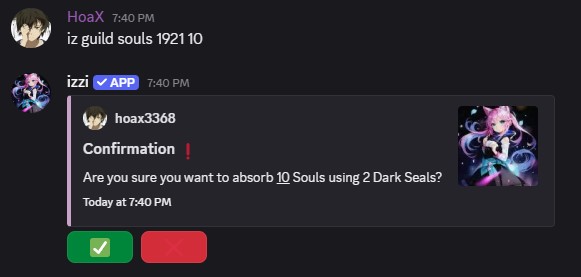 HoaX 7:40 PM
iz guild souls 1921 10
izzi ✓ APP 7:40 PM
hoax3368
Confirmation ❗
Are you sure you want to absorb 10 Souls using 2 Dark Seals?
Today at 7:40 PM